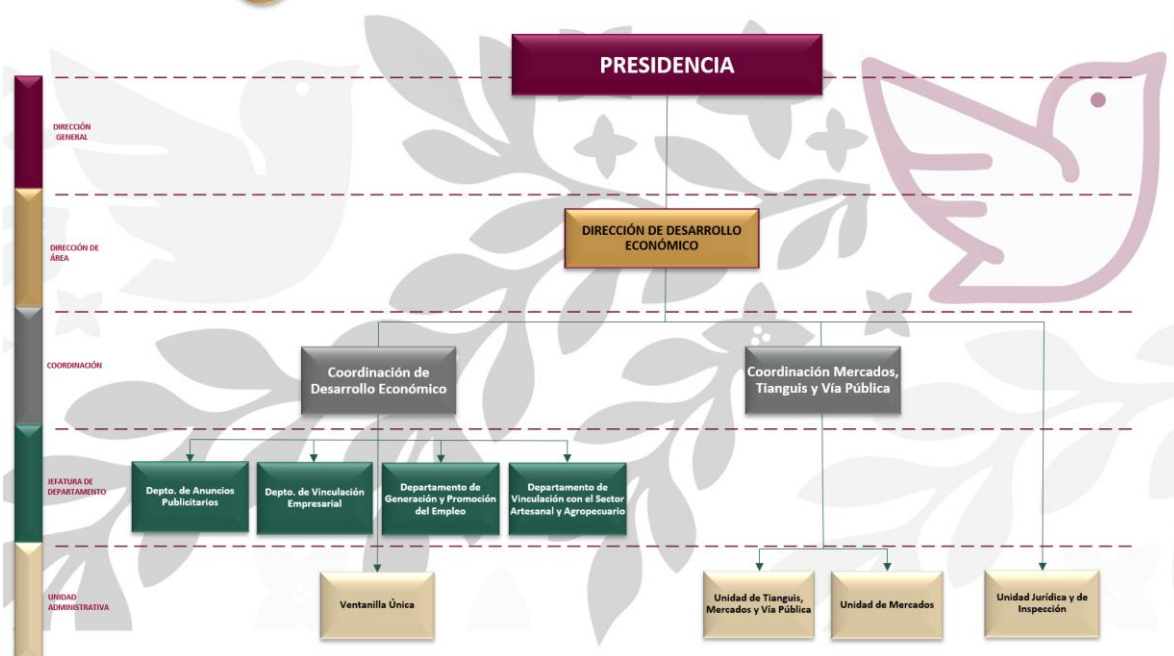 PRESIDENCIA
DIRECCIÓN
GENERAL
DIRECCIÓN DE
ÁREA
DIRECCIÓN DE DESARROLLO
ECONÓMICO
COORDINACIÓN
Coordinación de
Desarrollo Económico
Coordinación Mercados,
Tianguis y Vía Pública
JEFATURA DE
DEPARTAMENTO
Depto. de Anuncios
Publicitarios
Depto. de Vinculación
Empresarial
Departamento de
Generación y Promoción
del Empleo
Departamento de
Vinculación con el Sector
Artesanal y Agropecuario
UNIDAD
ADMINISTRATIVA
Ventanilla Única
Unidad de Tianguis,
Mercados y Vía Pública
Unidad de Mercados
Unidad Jurídica y de
Inspección